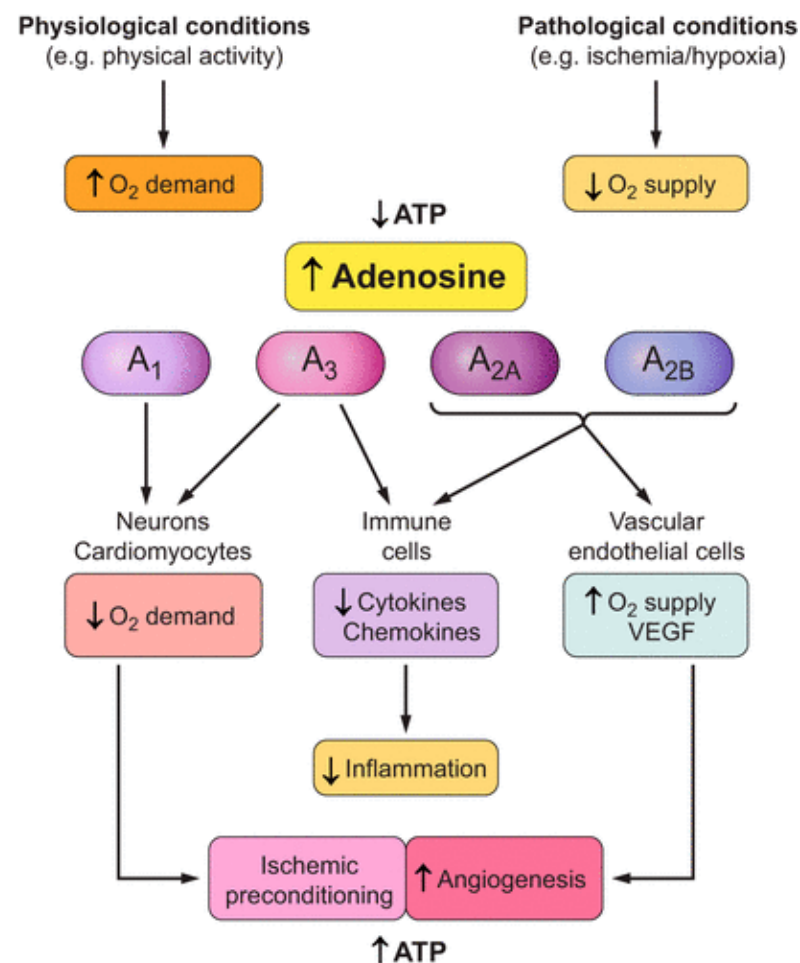 Physiological conditions
(e.g. physical activity)
Pathological conditions
(e.g. ischemia/hypoxia)
↑ O₂ demand
↓ O₂ supply
↓ ATP
↑ Adenosine
A₁
A₃
A₂A
A₂B
Neurons
Cardiomyocytes
Immune
cells
Vascular
endothelial cells
↓ O₂ demand
↓ Cytokines
Chemokines
↑ O₂ supply
VEGF
↓ Inflammation
Ischemic
preconditioning
↑ Angiogenesis
↑ ATP